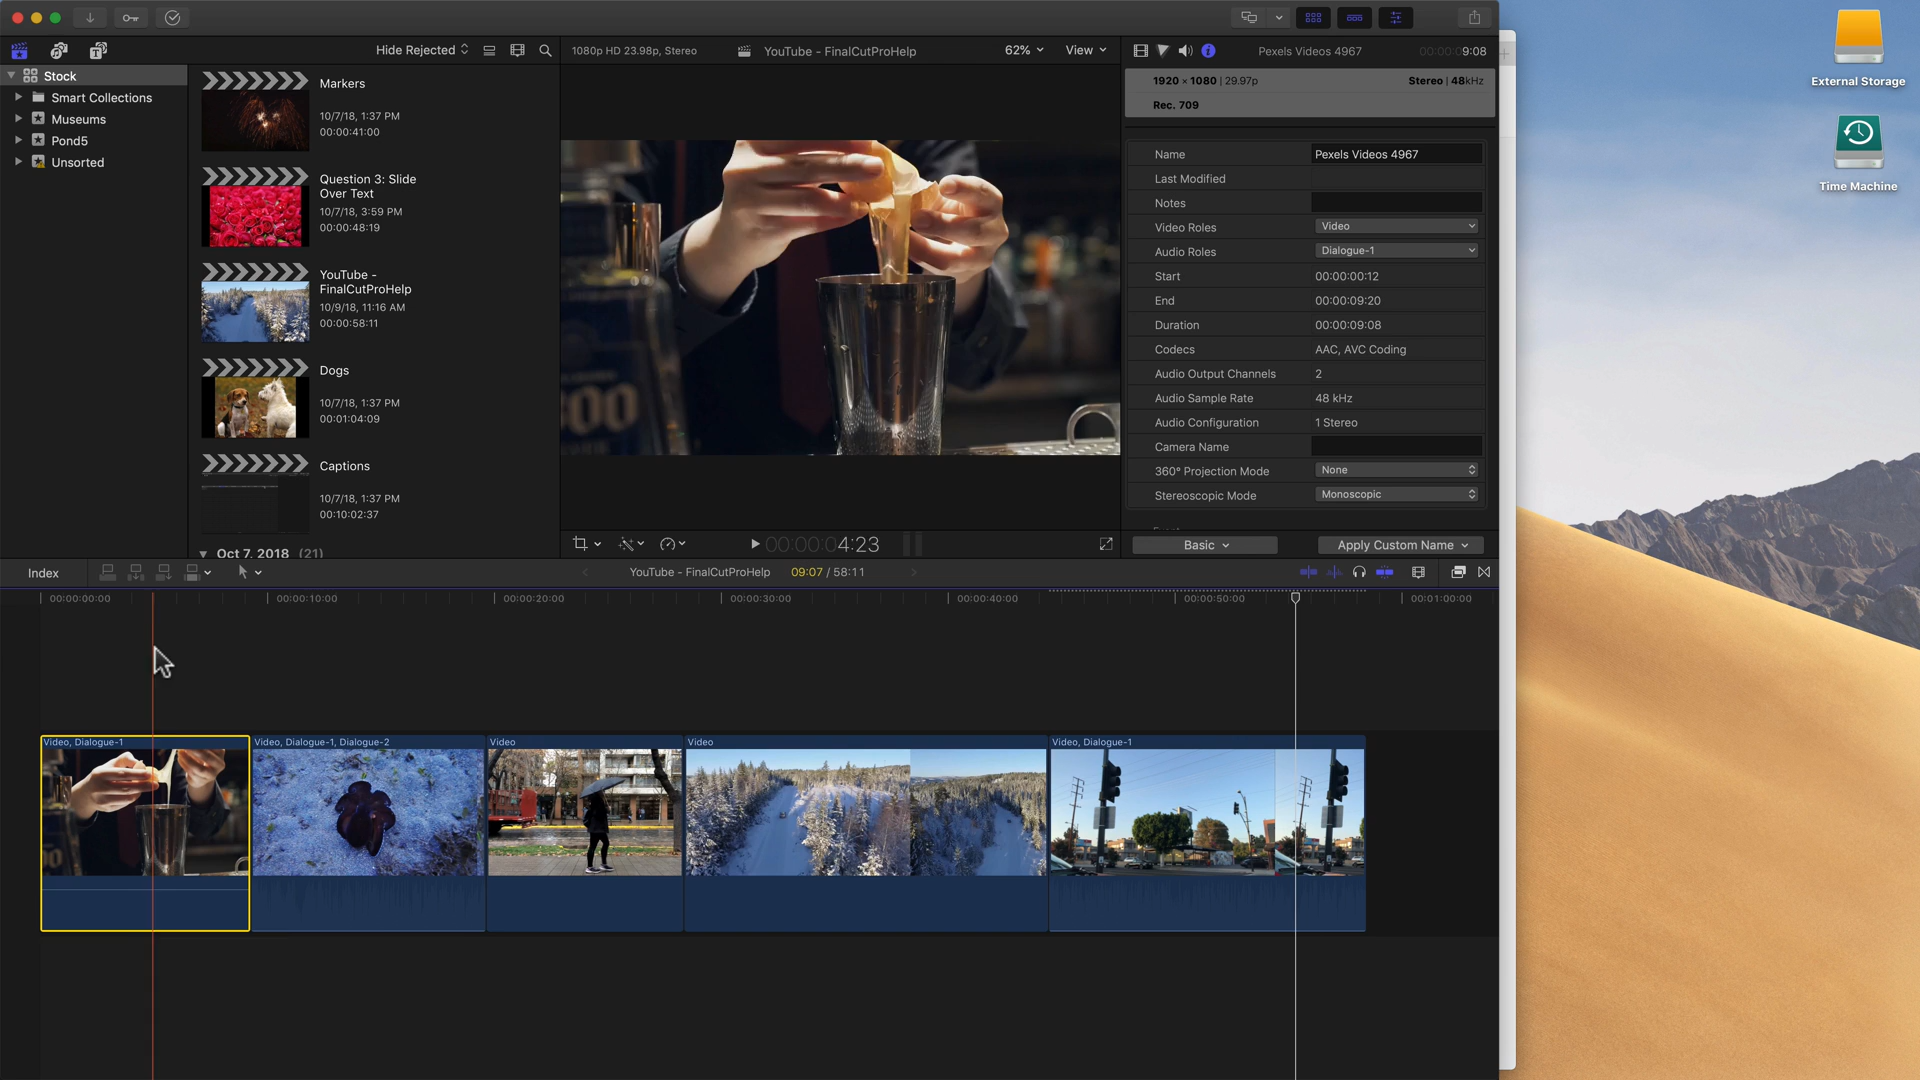 Hide Rejected
1080p HD 23.98p, Stereo
YouTube - FinalCutProHelp
62%
View
Pexels Videos 4967
00:00:09:08
External Storage
Time Machine
Stock
Smart Collections
Museums
Pond5
Unsorted
Markers
10/7/18, 1:37 PM
00:00:41:00
Question 3: Slide
Over Text
10/7/18, 3:59 PM
00:00:48:19
YouTube -
FinalCutProHelp
10/9/18, 11:16 AM
00:00:58:11
Dogs
10/7/18, 1:37 PM
00:01:04:09
Captions
10/7/18, 1:37 PM
00:10:02:37
Oct 7, 2018 (21)
1920 × 1080 | 29.97p
Stereo | 48kHz
Rec. 709
Name
Pexels Videos 4967
Last Modified
Notes
Video Roles
Video
Audio Roles
Dialogue-1
Start
00:00:00:12
End
00:00:09:20
Duration
00:00:09:08
Codecs
AAC, AVC Coding
Audio Output Channels
2
Audio Sample Rate
48 kHz
Audio Configuration
1 Stereo
Camera Name
360° Projection Mode
None
Stereoscopic Mode
Monoscopic
00:00:04:23
Basic
Apply Custom Name
Index
YouTube - FinalCutProHelp
09:07 / 58:11
00:00:00:00
00:00:10:00
00:00:20:00
00:00:30:00
00:00:40:00
00:00:50:00
00:01:00:00
Video, Dialogue-1
Video, Dialogue-1, Dialogue-2
Video
Video
Video, Dialogue-1